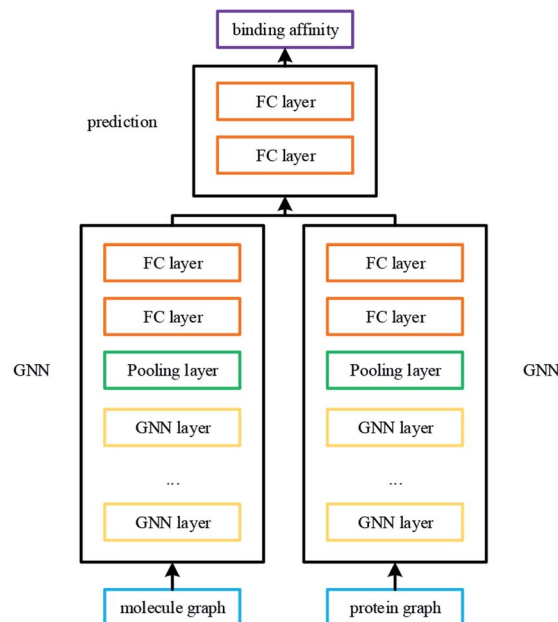 binding affinity
FC layer
prediction
FC layer
FC layer
FC layer
FC layer
FC layer
GNN
Pooling layer
Pooling layer
GNN
GNN layer
GNN layer
...
...
GNN layer
GNN layer
molecule graph
protein graph